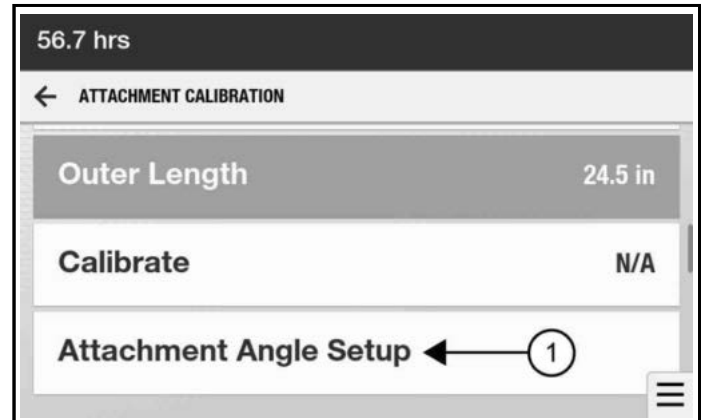 56.7 hrs
← ATTACHMENT CALIBRATION
Outer Length 24.5 in
Calibrate N/A
Attachment Angle Setup 1